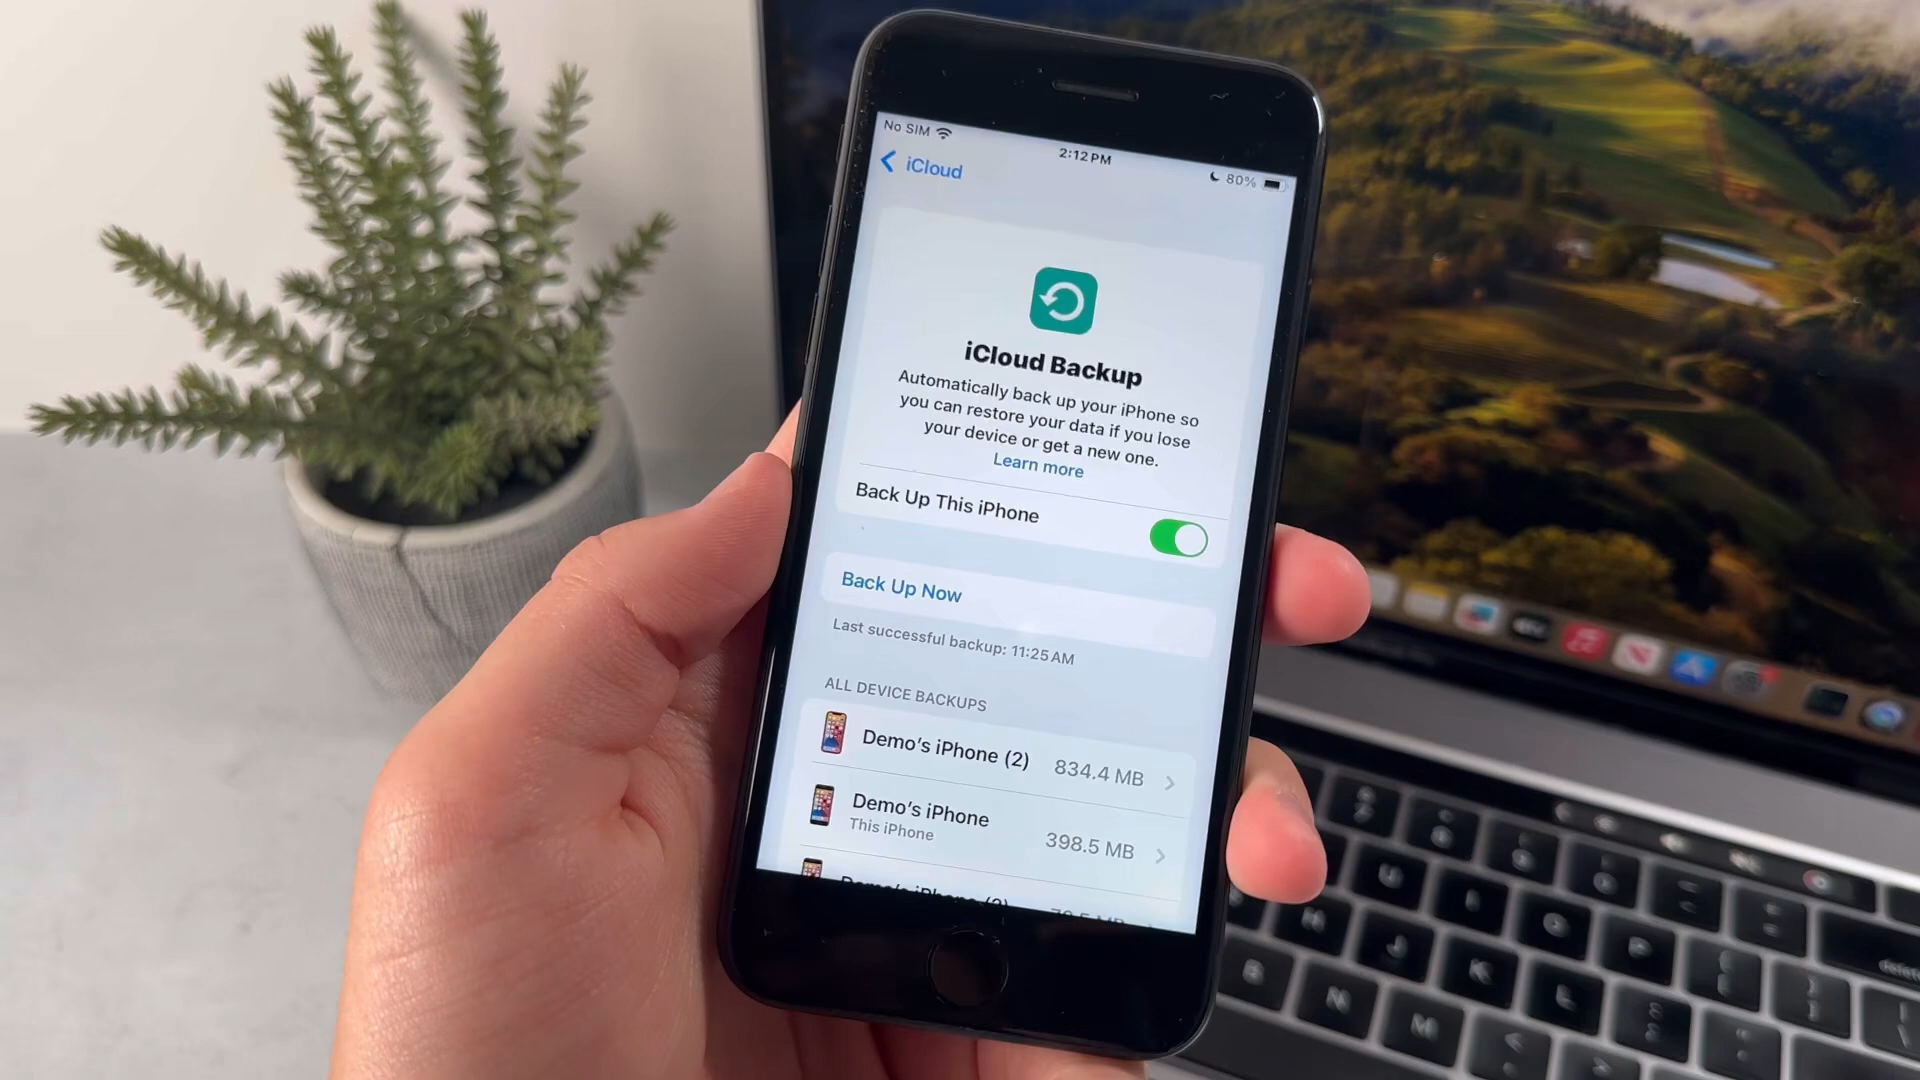 No SIM
2:12 PM
80%
iCloud
iCloud Backup
Automatically back up your iPhone so
you can restore your data if you lose
your device or get a new one.
Learn more
Back Up This iPhone
Back Up Now
Last successful backup: 11:25 AM
ALL DEVICE BACKUPS
Demo's iPhone (2)
834.4 MB
Demo's iPhone
This iPhone
398.5 MB
delete